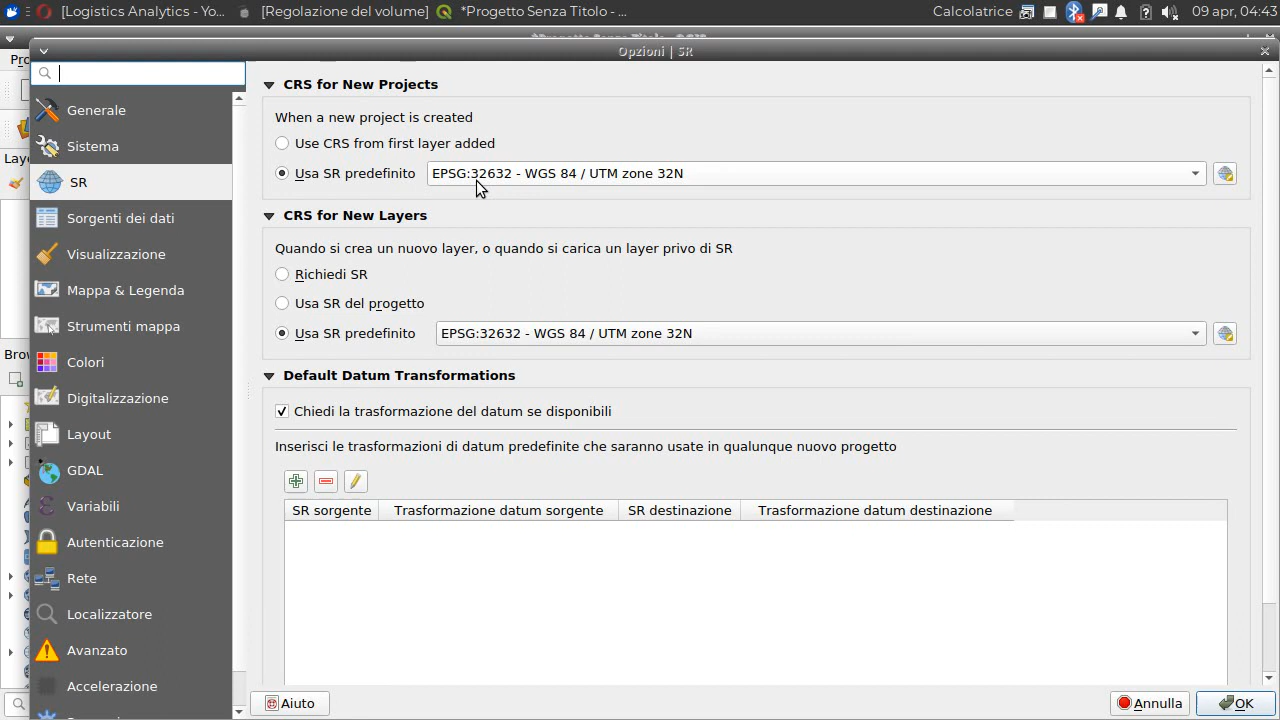 [Logistics Analytics - Yo...
[Regolazione del volume]
*Progetto Senza Titolo - ...
Calcolatrice
09 apr, 04:43
Opzioni | SR
Pro
Laye
Brow
Generale
Sistema
SR
Sorgenti dei dati
Visualizzazione
Mappa & Legenda
Strumenti mappa
Colori
Digitalizzazione
Layout
GDAL
Variabili
Autenticazione
Rete
Localizzatore
Avanzato
Accelerazione
CRS for New Projects
When a new project is created
Use CRS from first layer added
Usa SR predefinito
EPSG:32632 - WGS 84 / UTM zone 32N
CRS for New Layers
Quando si crea un nuovo layer, o quando si carica un layer privo di SR
Richiedi SR
Usa SR del progetto
Usa SR predefinito
EPSG:32632 - WGS 84 / UTM zone 32N
Default Datum Transformations
Chiedi la trasformazione del datum se disponibili
Inserisci le trasformazioni di datum predefinite che saranno usate in qualunque nuovo progetto
SR sorgente
Trasformazione datum sorgente
SR destinazione
Trasformazione datum destinazione
Aiuto
Annulla
OK